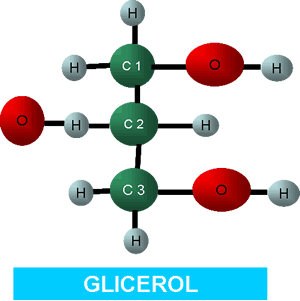 H
H C 1 O H
O H C 2 H
H C 3 O H
H
GLICEROL